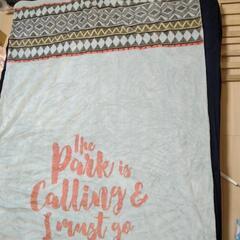 The
Park is
Calling &
I must go